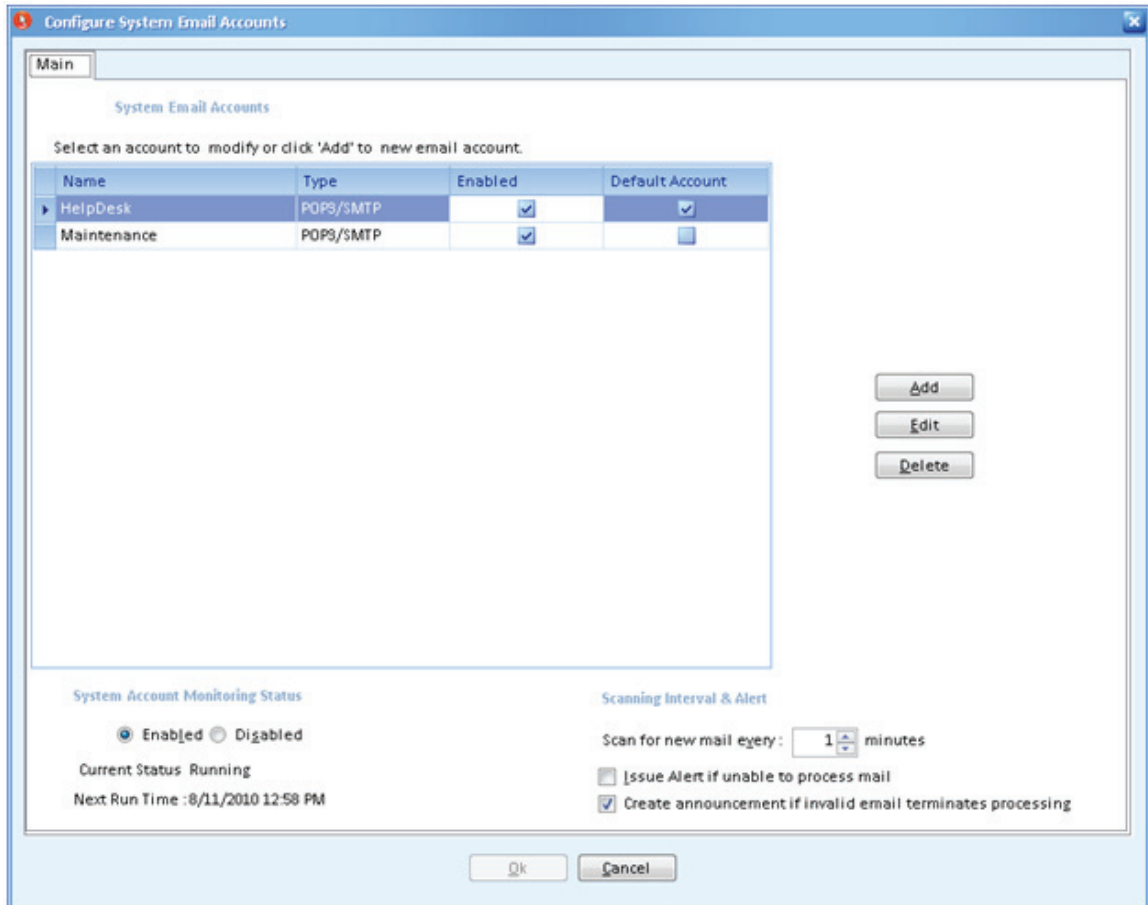 Configure System Email Accounts
Main
System Email Accounts
Select an account to modify or click 'Add' to new email account.
Name Type Enabled Default Account
HelpDesk POP3/SMTP
Maintenance POP3/SMTP
Add
Edit
Delete
System Account Monitoring Status
Enabled Disabled
Current Status Running
Next Run Time :8/11/2010 12:58 PM
Scanning Interval & Alert
Scan for new mail every : 1 minutes
Issue Alert if unable to process mail
Create announcement if invalid email terminates processing
Ok Cancel